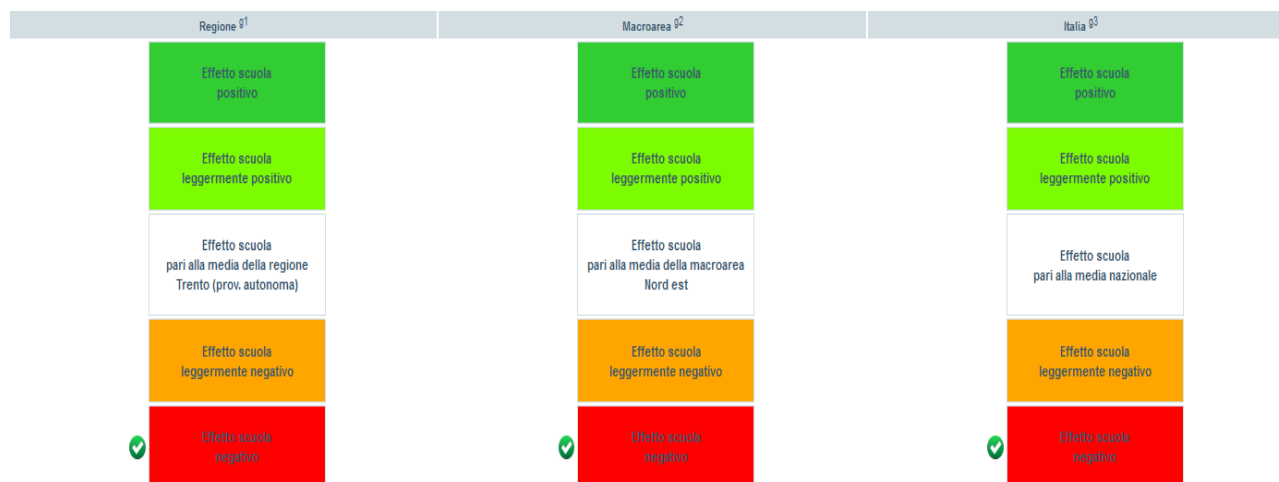 Regione g1
Macroarea g2
Italia g3
Effetto scuola
positivo
Effetto scuola
positivo
Effetto scuola
positivo
Effetto scuola
leggermente positivo
Effetto scuola
leggermente positivo
Effetto scuola
leggermente positivo
Effetto scuola
pari alla media della regione
Trento (prov. autonoma)
Effetto scuola
pari alla media della macroarea
Nord est
Effetto scuola
pari alla media nazionale
Effetto scuola
leggermente negativo
Effetto scuola
leggermente negativo
Effetto scuola
leggermente negativo
Effetto scuola
negativo
Effetto scuola
negativo
Effetto scuola
negativo